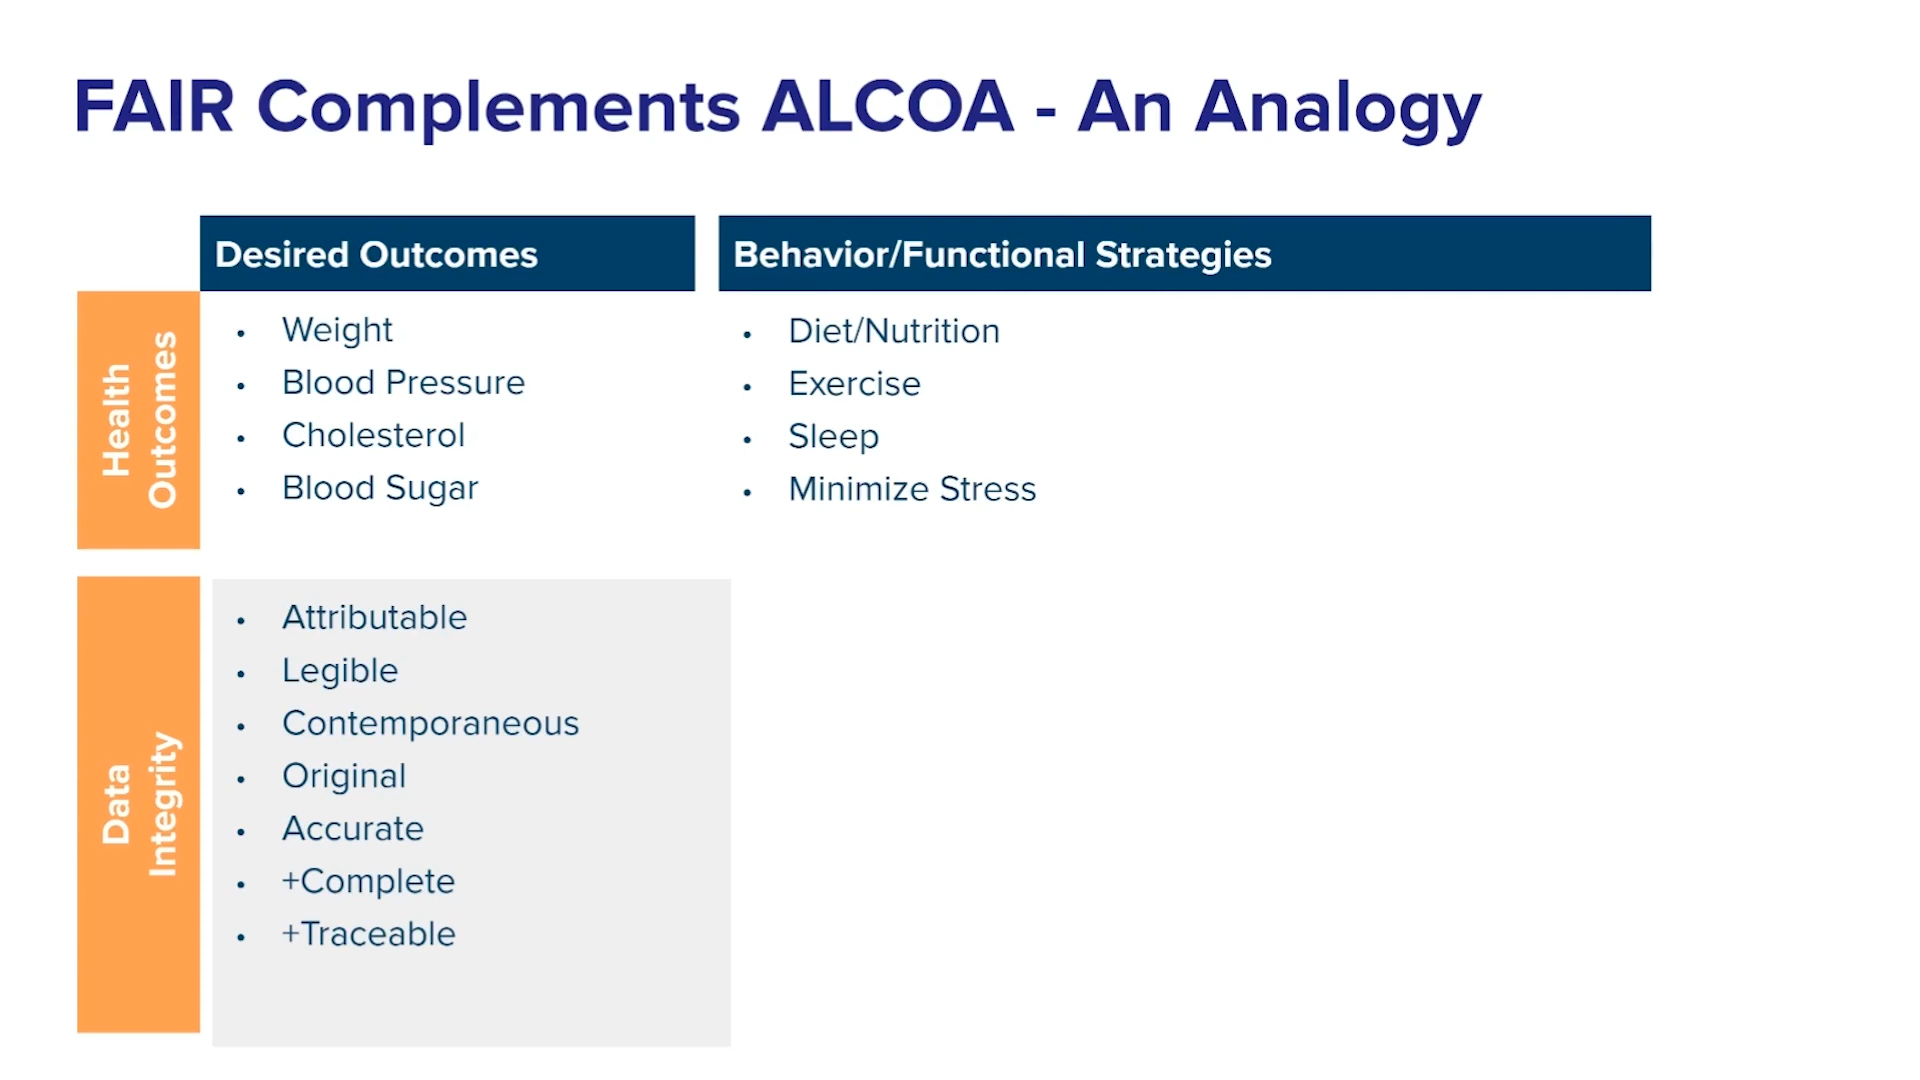 FAIR Complements ALCOA - An Analogy
Desired Outcomes
Behavior/Functional Strategies
Health
Outcomes
• Weight
• Blood Pressure
• Cholesterol
• Blood Sugar
• Diet/Nutrition
• Exercise
• Sleep
• Minimize Stress
Data
Integrity
• Attributable
• Legible
• Contemporaneous
• Original
• Accurate
• +Complete
• +Traceable